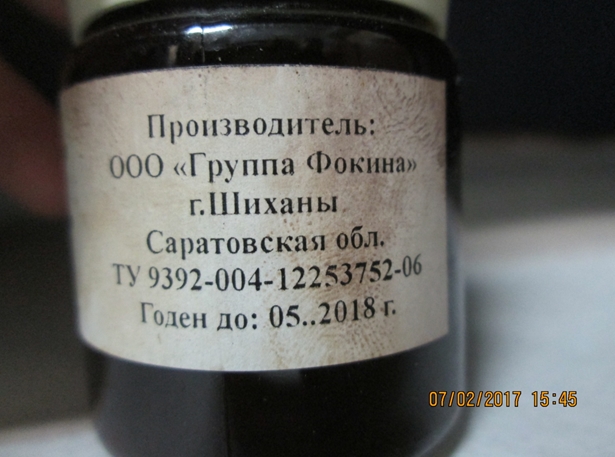 Производитель:
ООО «Группа Фокина»
г.Шиханы
Саратовская обл.
ТУ 9392-004-12253752-06
Годен до: 05..2018 г.
07/02/2017 15:45